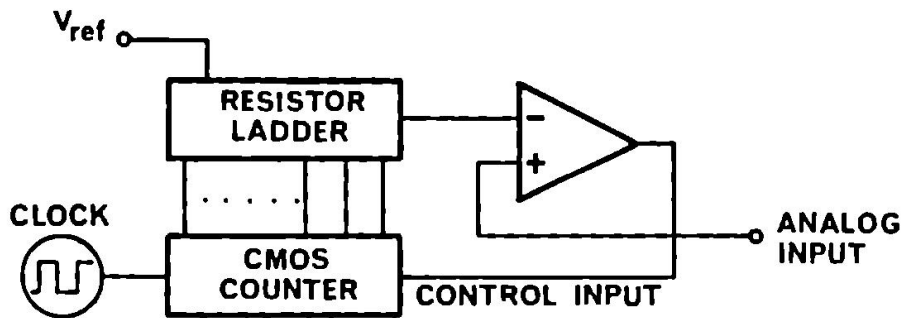 Vref
RESISTOR
LADDER
−
+
CLOCK
. . . . .
CMOS
COUNTER
CONTROL INPUT
ANALOG
INPUT